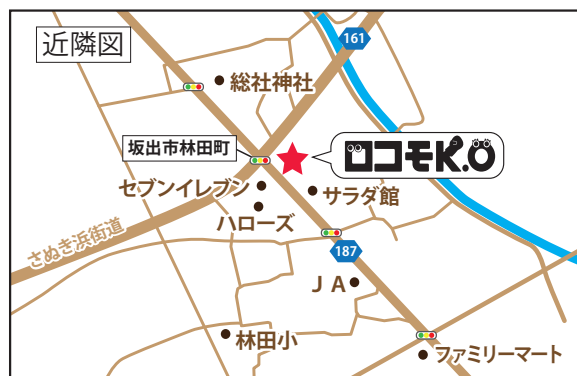 近隣図
161
総社神社
坂出市林田町
ロコモK.O
セブンイレブン
サラダ館
ハローズ
さぬき浜街道
187
JA
林田小
ファミリーマート